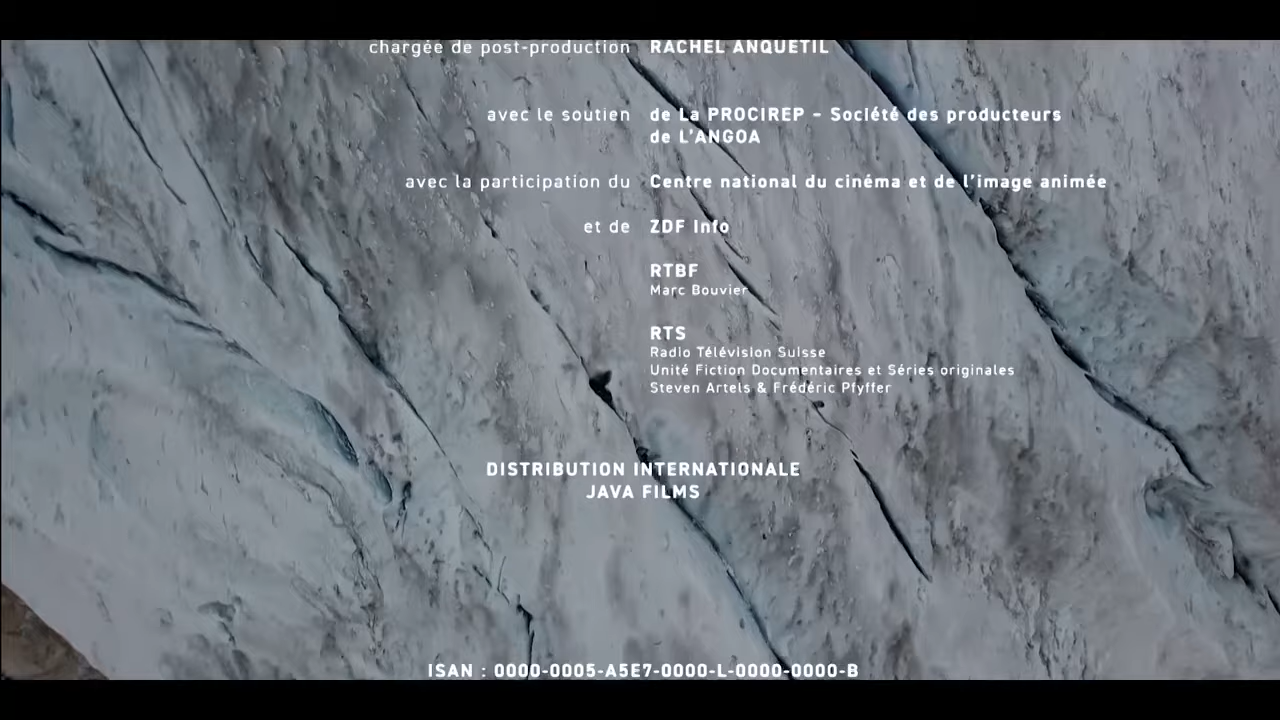 chargée de post-production RACHEL ANQUETIL
avec le soutien de La PROCIREP - Société des producteurs
de L'ANGOA
avec la participation du Centre national du cinéma et de l'image animée
et de ZDF Info
RTBF
Marc Bouvier
RTS
Radio Télévision Suisse
Unité Fiction Documentaires et Séries originales
Steven Artels & Frédéric Pfyffer
DISTRIBUTION INTERNATIONALE
JAVA FILMS
ISAN : 0000-0005-A5E7-0000-L-0000-0000-B